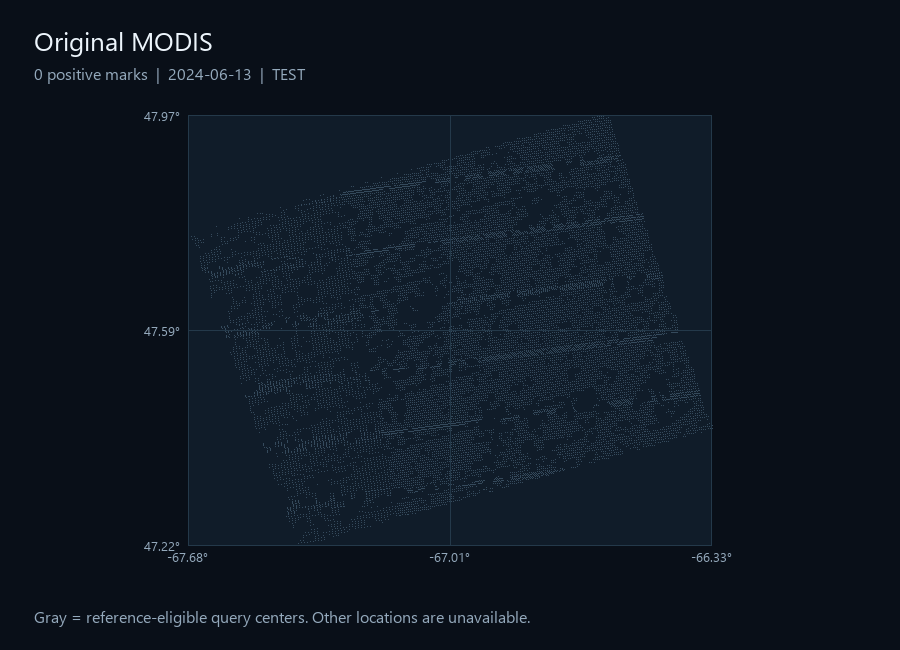 Original MODIS
0 positive marks | 2024-06-13 | TEST
47.97°
47.59°
47.22°
-67.68°
-67.01°
-66.33°
Gray = reference-eligible query centers. Other locations are unavailable.